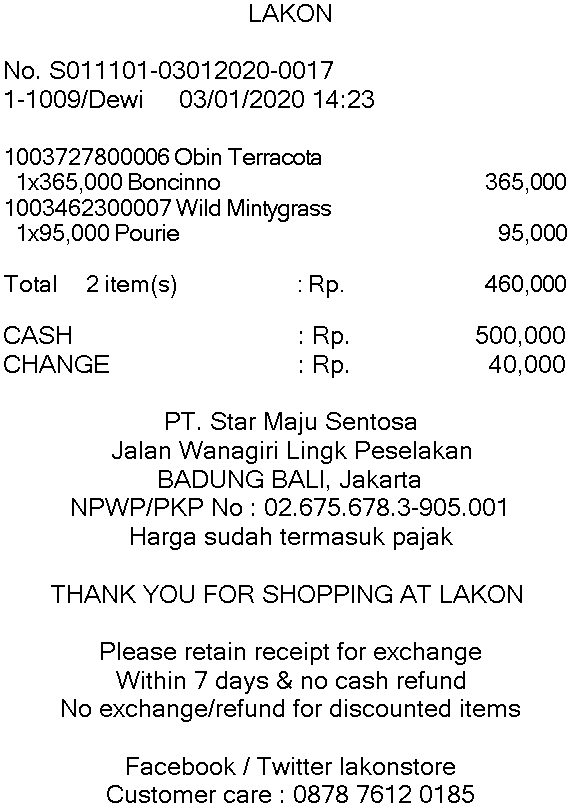 LAKON
No. S011101-03012020-0017
1-1009/Dewi 03/01/2020 14:23
1003727800006 Obin Terracota
1x365,000 Boncinno 365,000
1003462300007 Wild Mintygrass
1x95,000 Pourie 95,000
Total 2 item(s) : Rp. 460,000
CASH : Rp. 500,000
CHANGE : Rp. 40,000
PT. Star Maju Sentosa
Jalan Wanagiri Lingk Peselakan
BADUNG BALI, Jakarta
NPWP/PKP No : 02.675.678.3-905.001
Harga sudah termasuk pajak
THANK YOU FOR SHOPPING AT LAKON
Please retain receipt for exchange
Within 7 days & no cash refund
No exchange/refund for discounted items
Facebook / Twitter lakonstore
Customer care : 0878 7612 0185